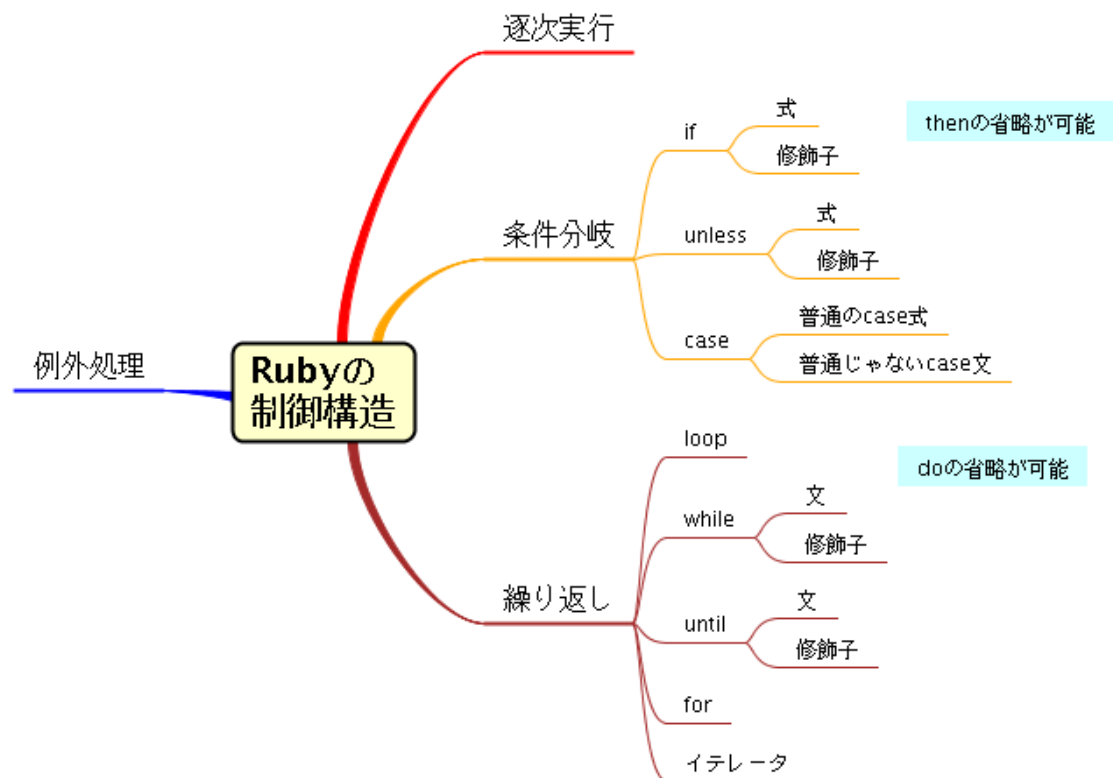 逐次実行
式
thenの省略が可能
if
修飾子
条件分岐
unless
式
修飾子
case
普通のcase式
普通じゃないcase文
例外処理
Rubyの
制御構造
loop
doの省略が可能
while
文
修飾子
繰り返し
until
文
修飾子
for
イテレータ